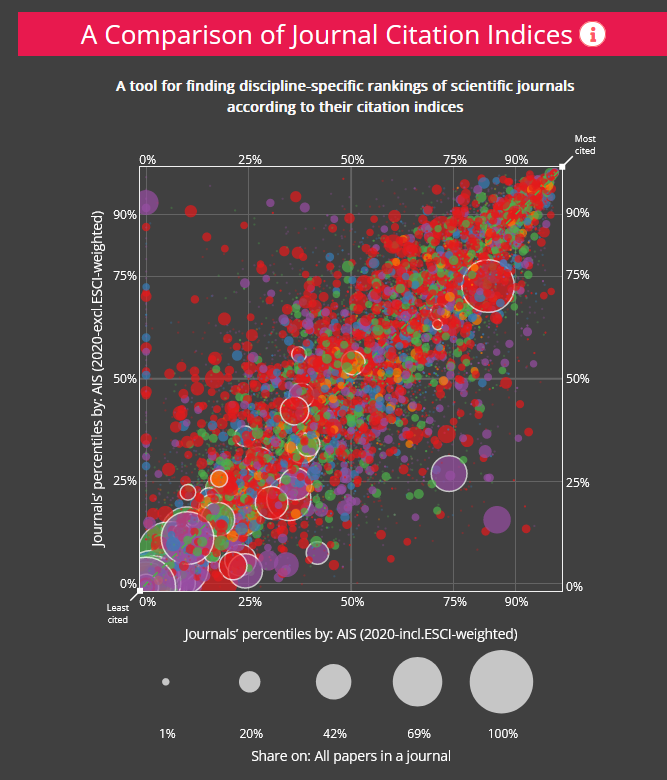 A Comparison of Journal Citation Indices i
A tool for finding discipline-specific rankings of scientific journals
according to their citation indices
Most
cited
0% 25% 50% 75% 90%
90% 90%
75% 75%
50% 50%
25% 25%
0% 0%
Journals' percentiles by: AIS (2020-excl.ESCI-weighted)
Least
cited
0% 25% 50% 75% 90%
Journals' percentiles by: AIS (2020-incl.ESCI-weighted)
1% 20% 42% 69% 100%
Share on: All papers in a journal